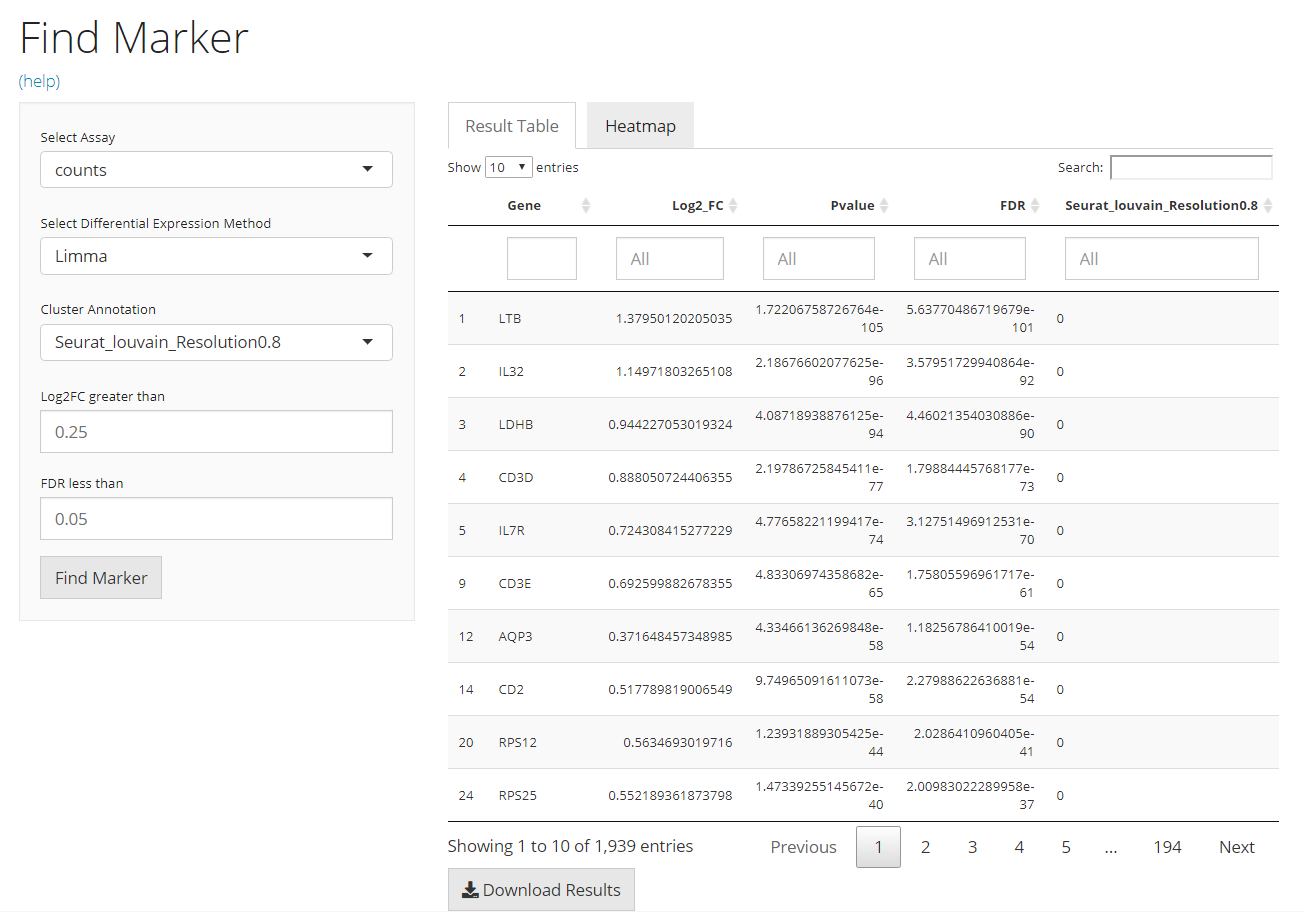 Find Marker
(help)
Select Assay
counts
Select Differential Expression Method
Limma
Cluster Annotation
Seurat_louvain_Resolution0.8
Log2FC greater than
0.25
FDR less than
0.05
Find Marker
Result Table Heatmap
Show 10 entries Search:
Gene Log2_FC Pvalue FDR Seurat_louvain_Resolution0.8
All All All All
1 LTB 1.37950120205035 1.72206758726764e-105 5.63770486719679e-101 0
2 IL32 1.14971803265108 2.18676602077625e-96 3.57951729940864e-92 0
3 LDHB 0.944227053019324 4.08718938876125e-94 4.46021354030886e-90 0
4 CD3D 0.888050724406355 2.19786725845411e-77 1.79884445768177e-73 0
5 IL7R 0.724308415277229 4.77658221199417e-74 3.12751496912531e-70 0
9 CD3E 0.692599882678355 4.83306974358682e-65 1.75805596961717e-61 0
12 AQP3 0.371648457348985 4.33466136269848e-58 1.18256786410019e-54 0
14 CD2 0.517789819006549 9.74965091611073e-58 2.27988622636881e-54 0
20 RPS12 0.5634693019716 1.23931889305425e-44 2.0286410960405e-41 0
24 RPS25 0.552189361873798 1.47339255145672e-40 2.00983022289958e-37 0
Showing 1 to 10 of 1,939 entries Previous 1 2 3 4 5 ... 194 Next
Download Results